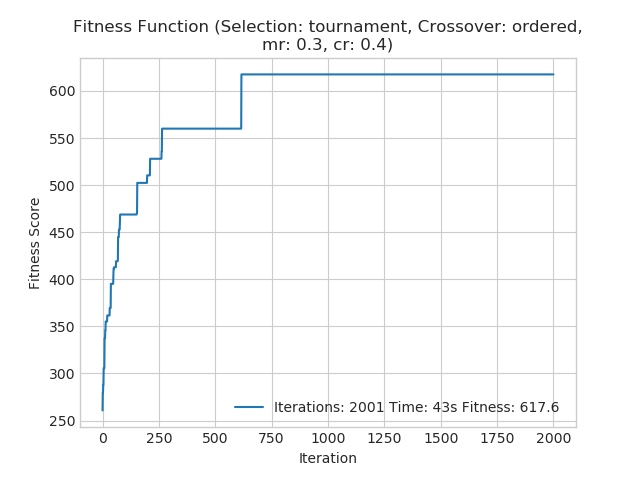 Fitness Function (Selection: tournament, Crossover: ordered,
mr: 0.3, cr: 0.4)
600
550
500
450
400
350
300
250
Fitness Score
Iterations: 2001 Time: 43s Fitness: 617.6
0 250 500 750 1000 1250 1500 1750 2000
Iteration